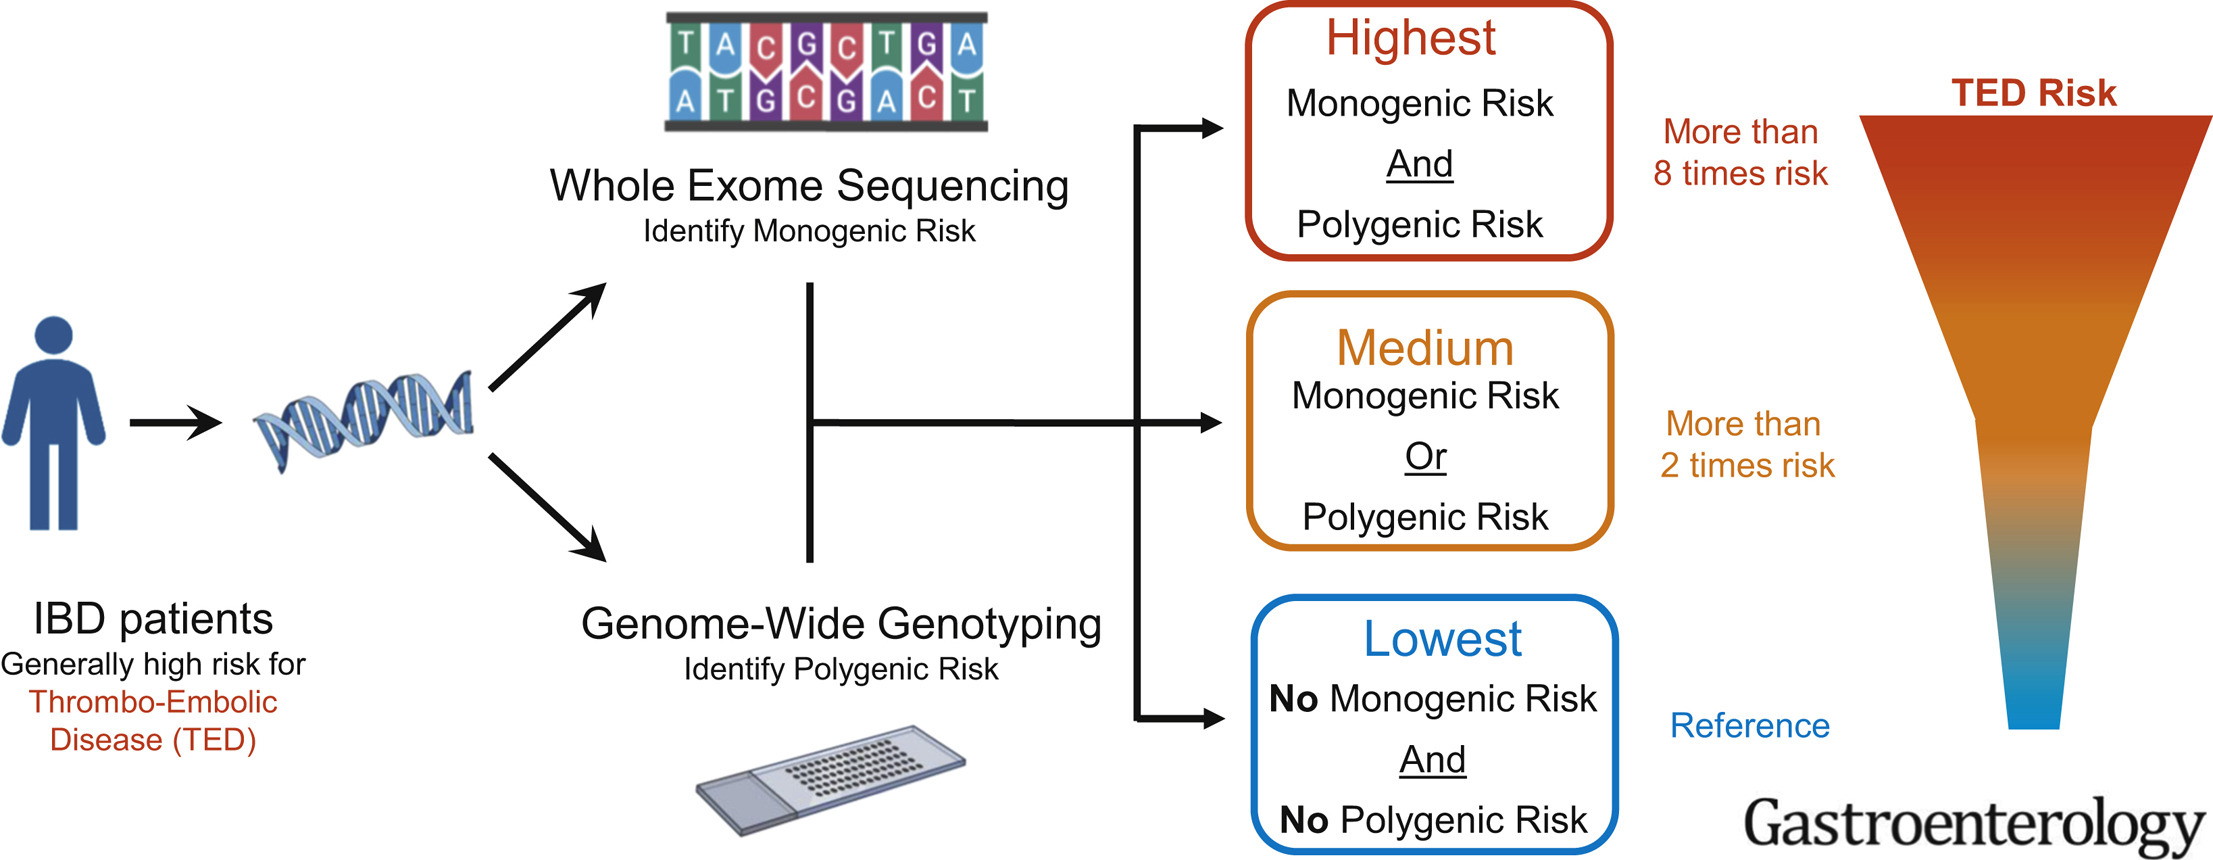 T A C G C T G A
A T G C G A C T
Whole Exome Sequencing
Identify Monogenic Risk
IBD patients
Generally high risk for
Thrombo-Embolic
Disease (TED)
Genome-Wide Genotyping
Identify Polygenic Risk
Highest
Monogenic Risk
And
Polygenic Risk
More than
8 times risk
Medium
Monogenic Risk
Or
Polygenic Risk
More than
2 times risk
Lowest
No Monogenic Risk
And
No Polygenic Risk
Reference
TED Risk
Gastroenterology